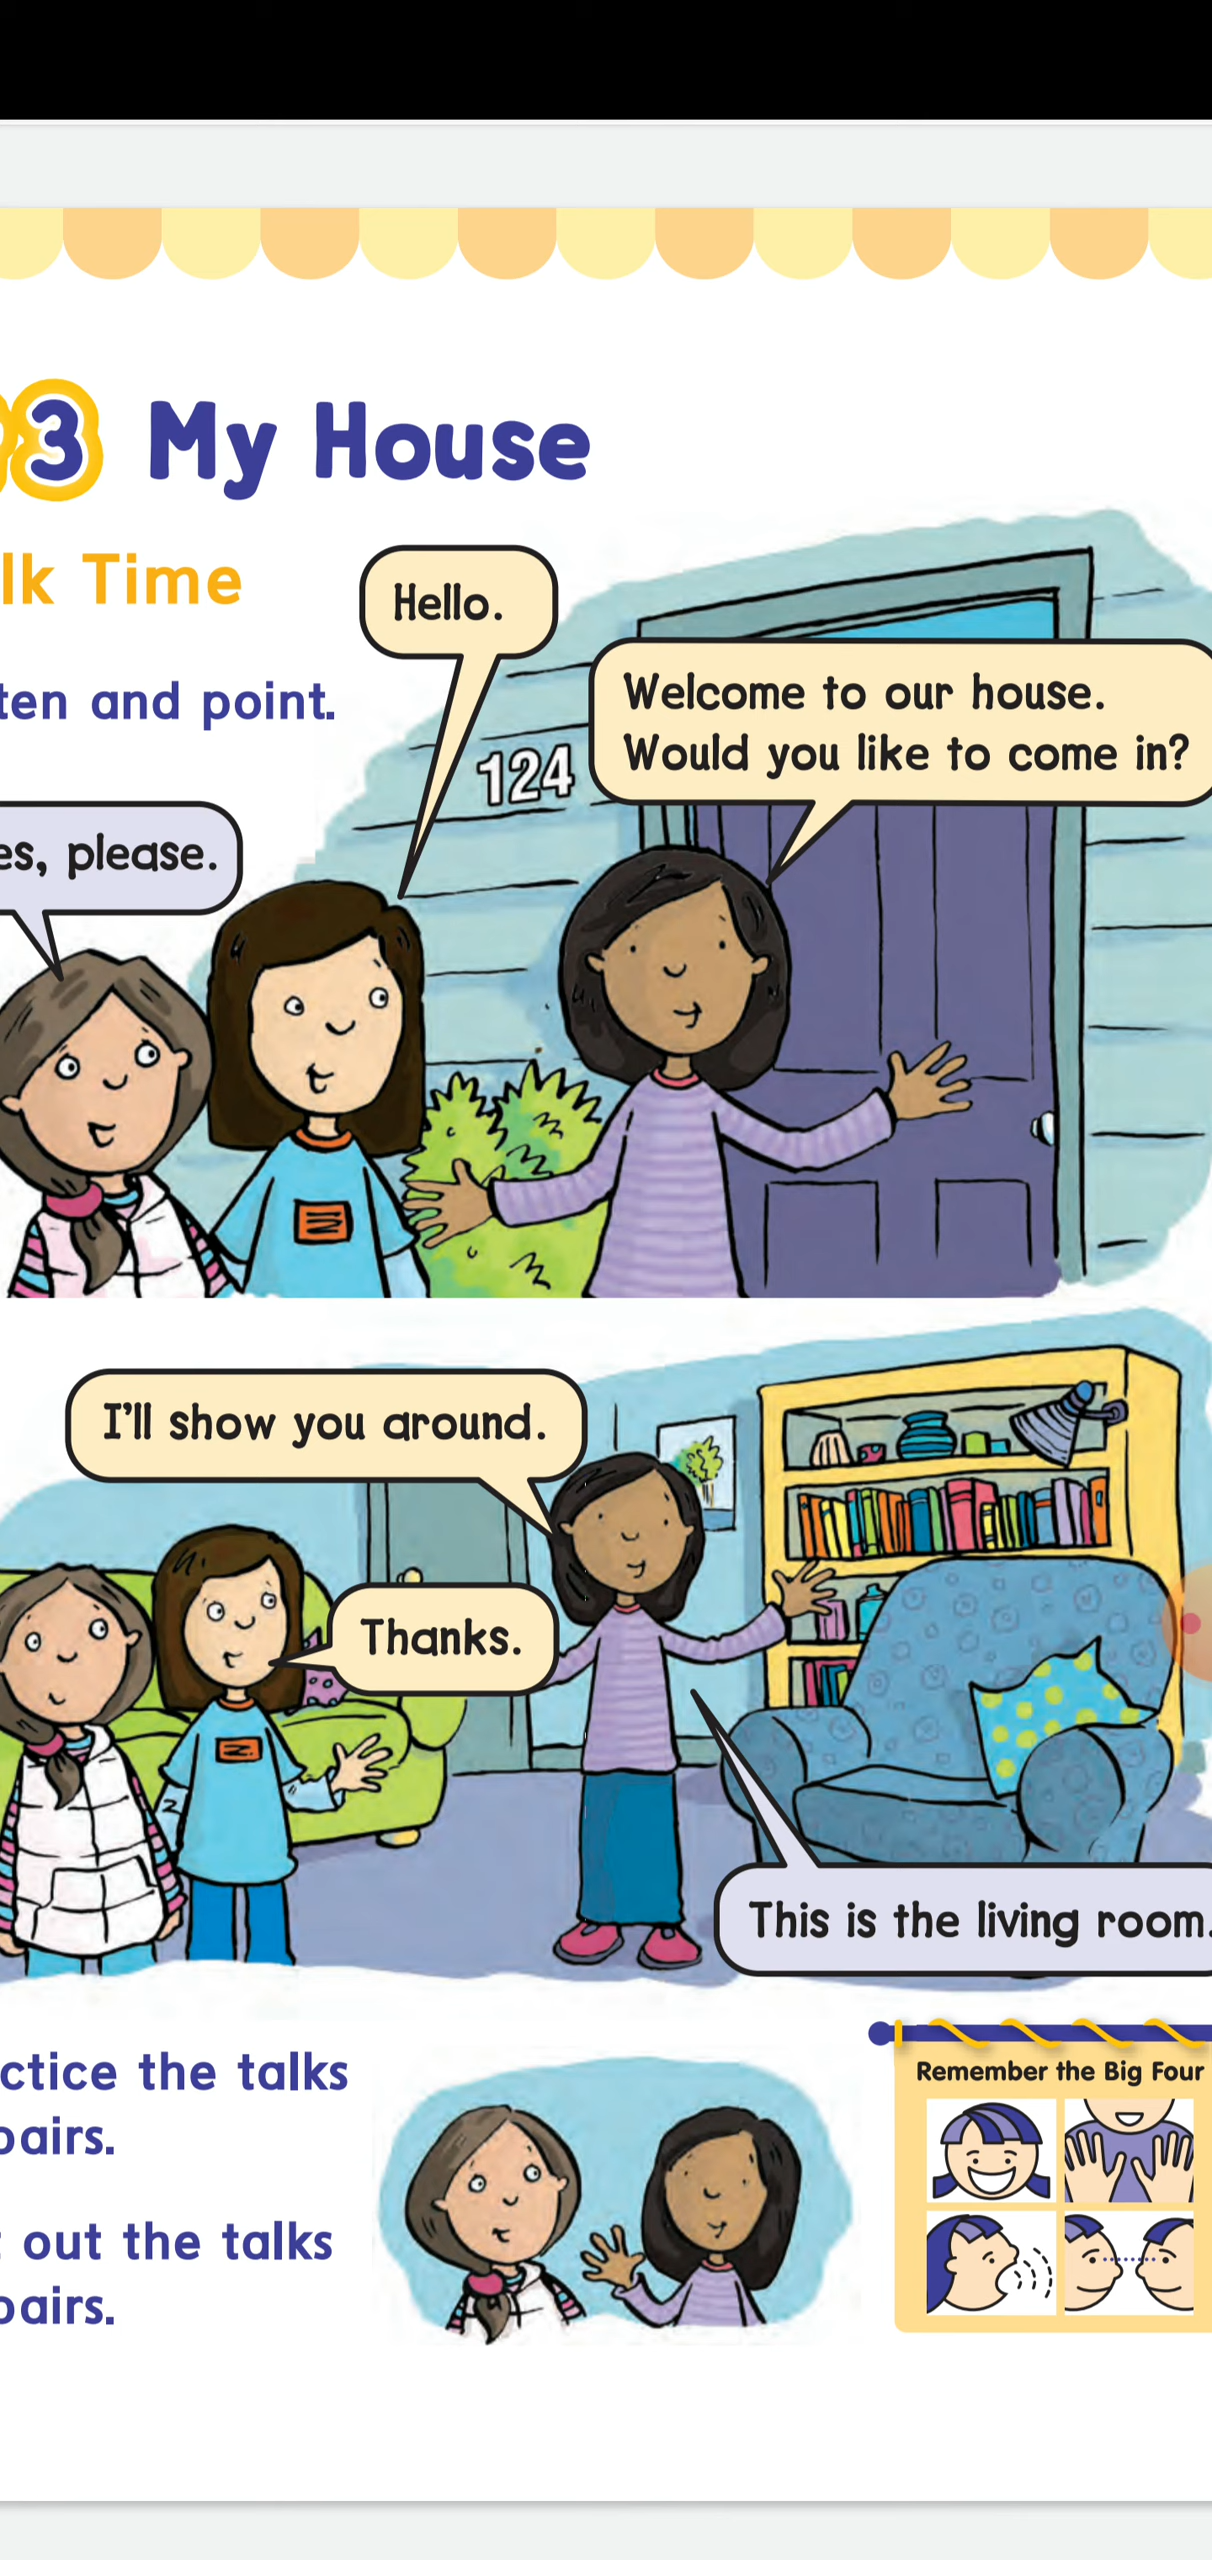 3 My House
lk Time
ten and point.
Hello.
Welcome to our house.
Would you like to come in?
124
es, please.
I'll show you around.
Thanks.
This is the living room.
ctice the talks
pairs.
out the talks
pairs.
Remember the Big Four